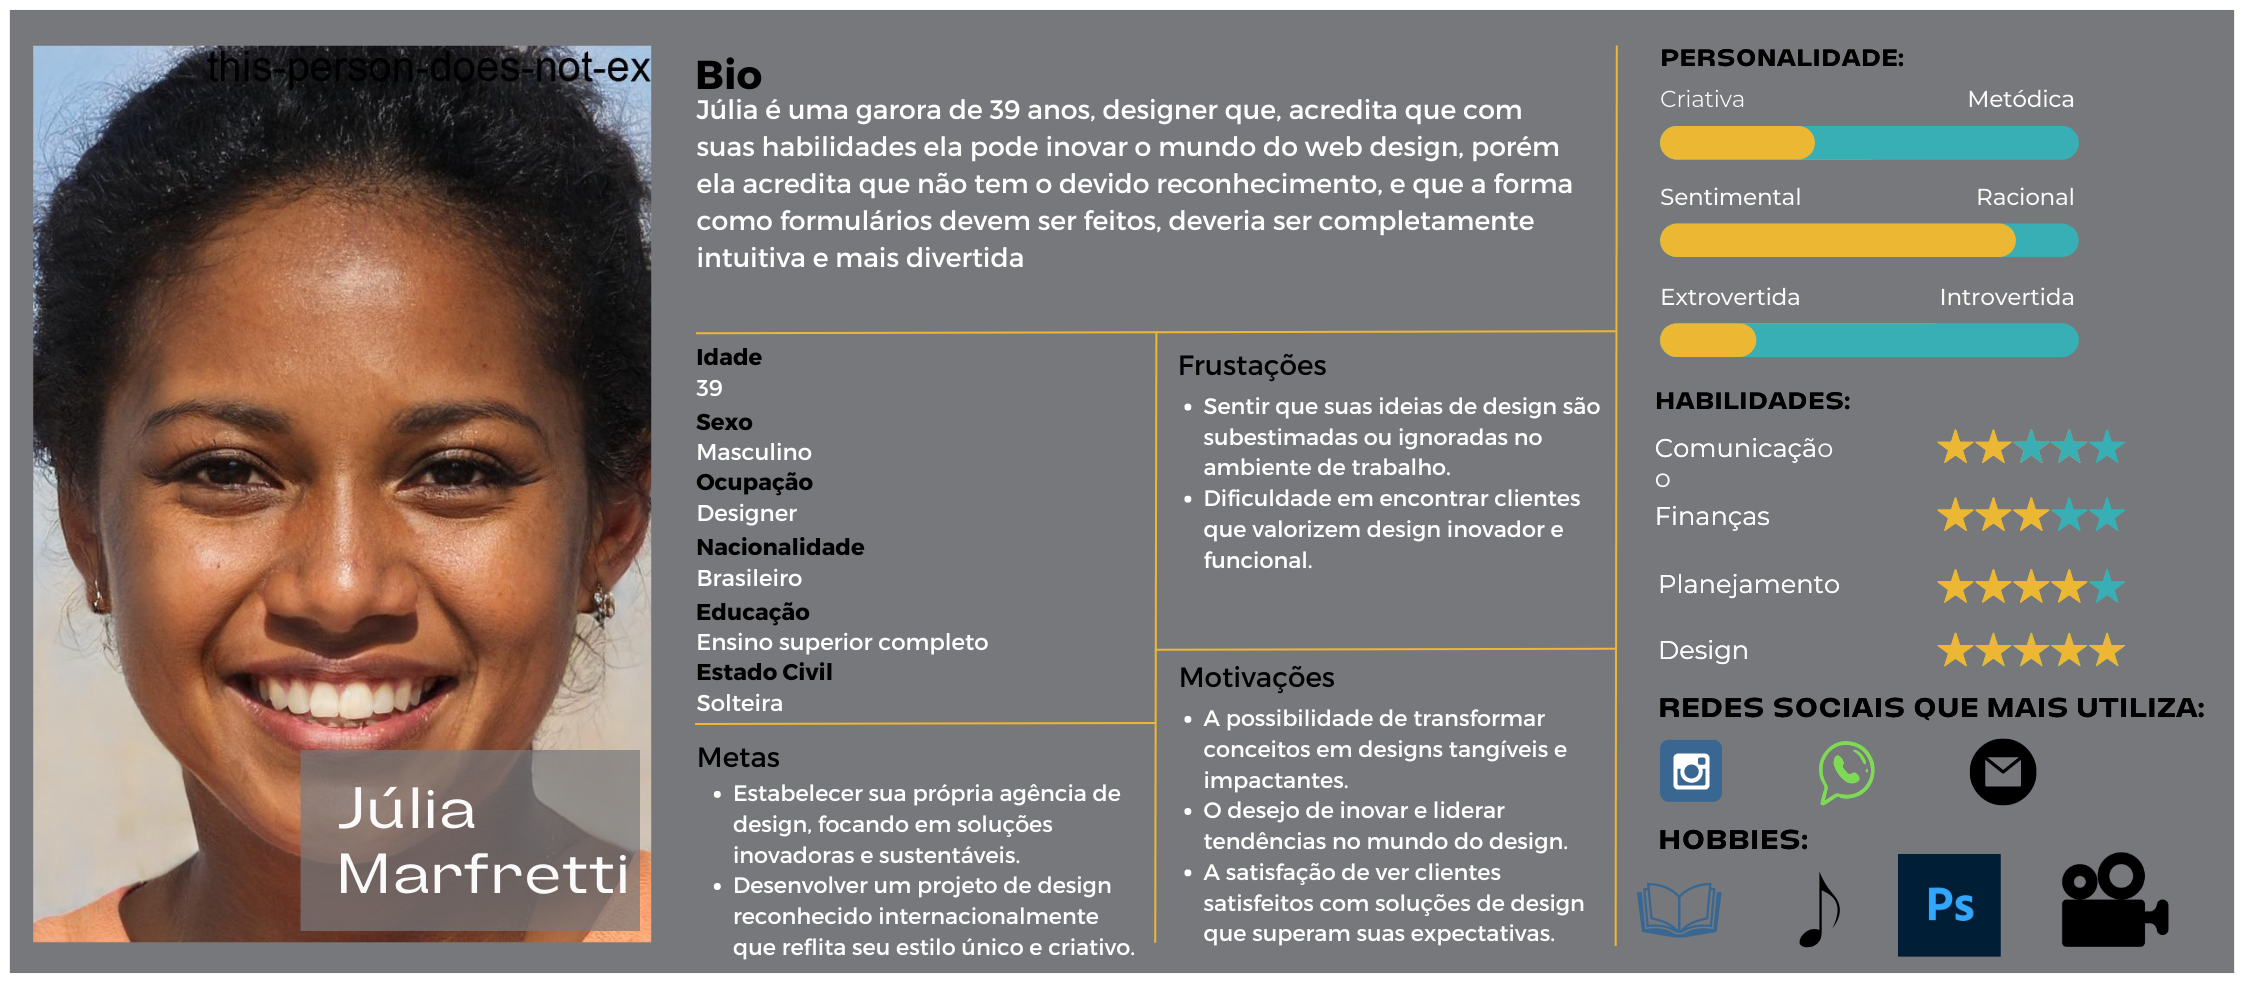 this-person-does-not-ex
Júlia
Marfretti
Bio
Júlia é uma garora de 39 anos, designer que, acredita que com
suas habilidades ela pode inovar o mundo do web design, porém
ela acredita que não tem o devido reconhecimento, e que a forma
como formulários devem ser feitos, deveria ser completamente
intuitiva e mais divertida
Idade
39
Sexo
Masculino
Ocupação
Designer
Nacionalidade
Brasileiro
Educação
Ensino superior completo
Estado Civil
Solteira
Metas
Estabelecer sua própria agência de
design, focando em soluções
inovadoras e sustentáveis.
Desenvolver um projeto de design
reconhecido internacionalmente
que reflita seu estilo único e criativo.
Frustações
Sentir que suas ideias de design são
subestimadas ou ignoradas no
ambiente de trabalho.
Dificuldade em encontrar clientes
que valorizem design inovador e
funcional.
Motivações
A possibilidade de transformar
conceitos em designs tangíveis e
impactantes.
O desejo de inovar e liderar
tendências no mundo do design.
A satisfação de ver clientes
satisfeitos com soluções de design
que superam suas expectativas.
PERSONALIDADE:
Criativa Metódica
Sentimental Racional
Extrovertida Introvertida
HABILIDADES:
Comunicação
o
Finanças
Planejamento
Design
REDES SOCIAIS QUE MAIS UTILIZA:
HOBBIES:
Ps